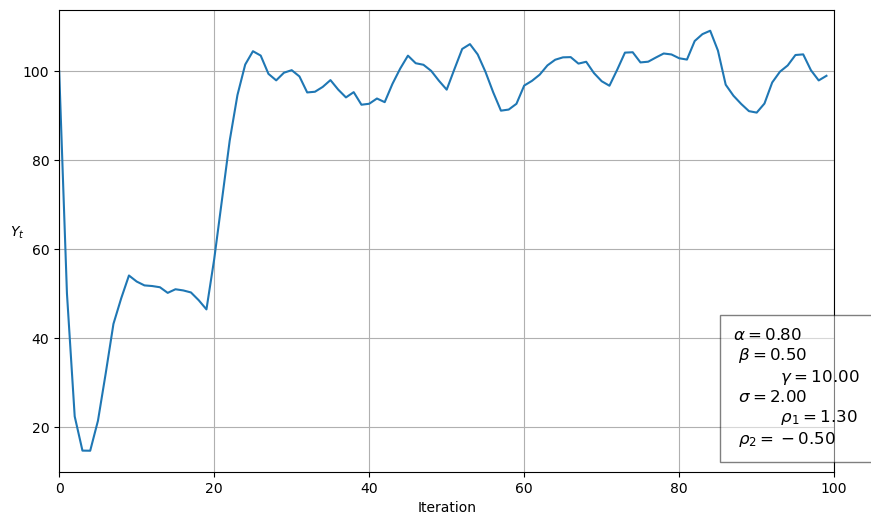 100
80
60
40
20
Y_t
0 20 40 60 80 100
Iteration
α = 0.80
β = 0.50
γ = 10.00
σ = 2.00
ρ₁ = 1.30
ρ₂ = −0.50